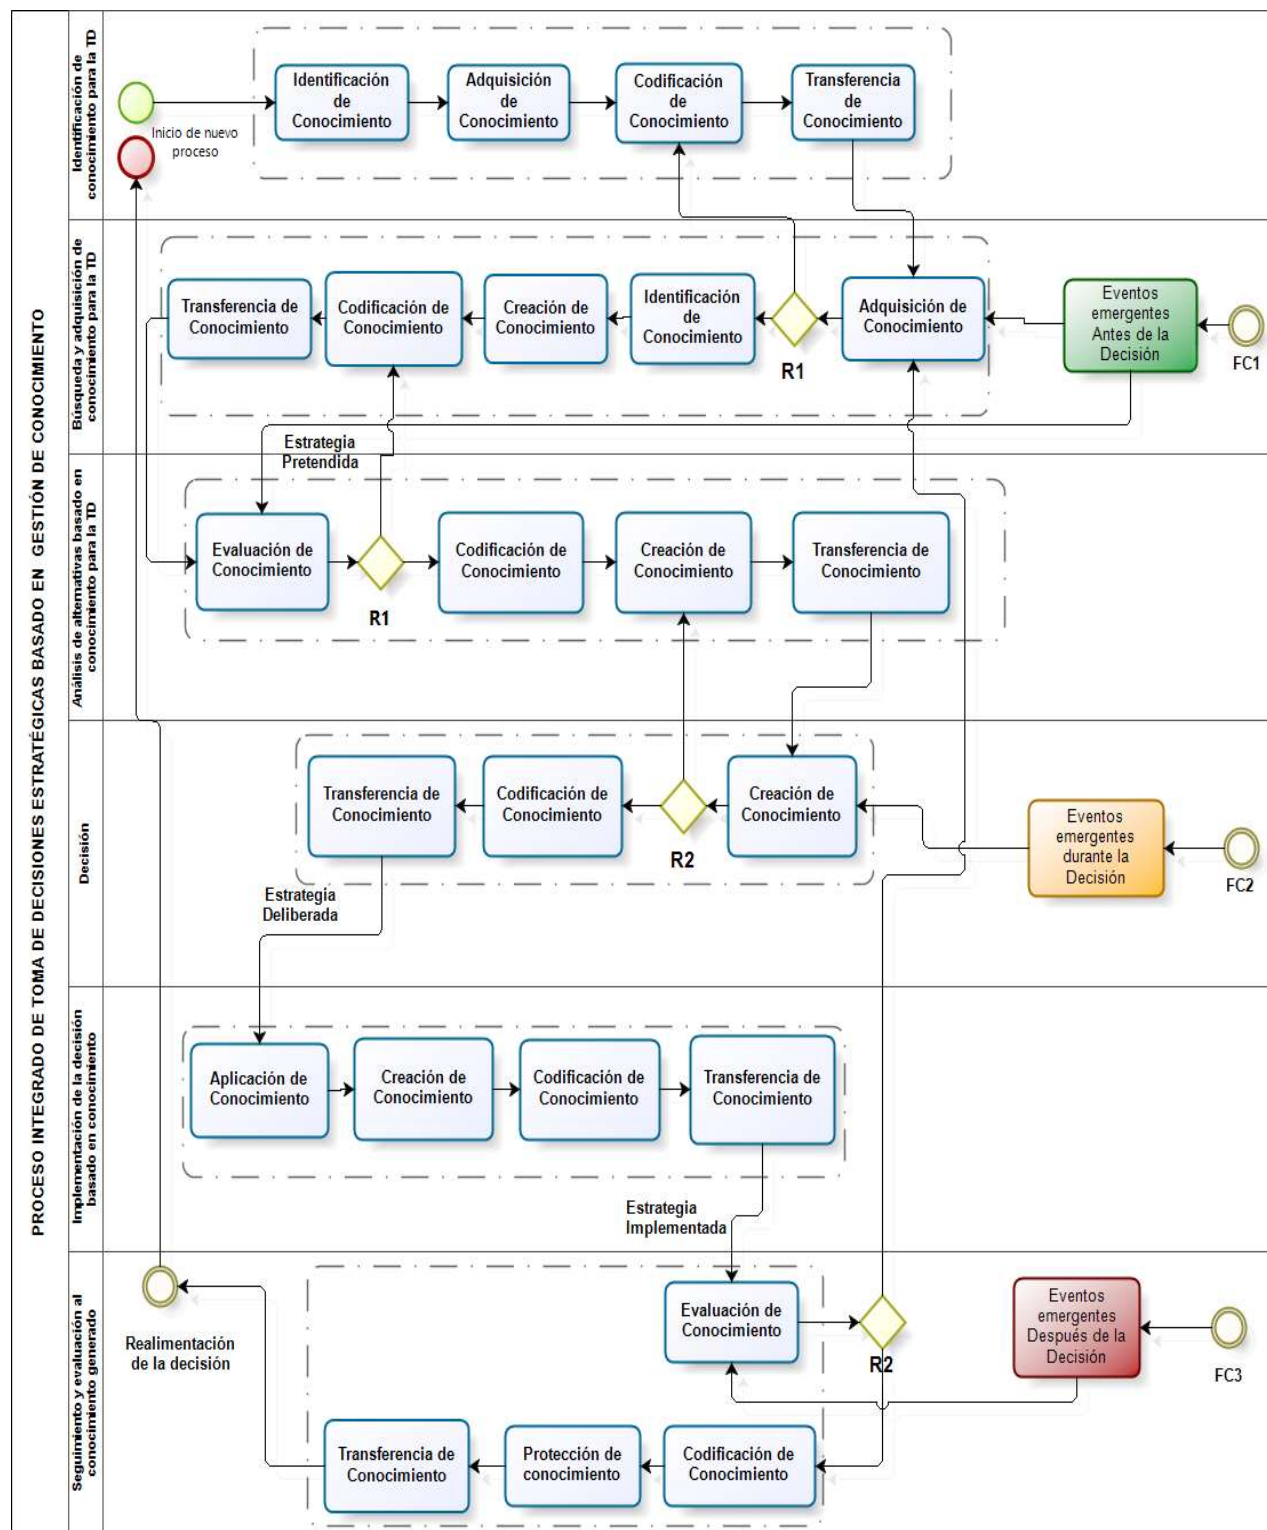 PROCESO INTEGRADO DE TOMA DE DECISIONES ESTRATÉGICAS BASADO EN GESTIÓN DE CONOCIMIENTO
Identificación de
conocimiento para la TD
Inicio de nuevo
proceso
Identificación
de
Conocimiento
Adquisición
de
Conocimiento
Codificación
de
Conocimiento
Transferencia
de
Conocimiento
Búsqueda y adquisición de
conocimiento para la TD
Transferencia de
Conocimiento
Codificación de
Conocimiento
Creación de
Conocimiento
Identificación
de
Conocimiento
R1
Adquisición de
Conocimiento
Eventos
emergentes
Antes de la
Decisión
FC1
Estrategia
Pretendida
Análisis de alternativas basado en
conocimiento para la TD
Evaluación de
Conocimiento
R1
Codificación de
Conocimiento
Creación de
Conocimiento
Transferencia de
Conocimiento
Decisión
Transferencia de
Conocimiento
Codificación de
Conocimiento
R2
Creación de
Conocimiento
Eventos
emergentes
durante la
Decisión
FC2
Estrategia
Deliberada
Implementación de la decisión
basado en conocimiento
Aplicación de
Conocimiento
Creación de
Conocimiento
Codificación de
Conocimiento
Transferencia de
Conocimiento
Estrategia
Implementada
Seguimiento y evaluación al
conocimiento generado
Realimentación
de la decisión
Evaluación de
Conocimiento
R2
Eventos
emergentes
Después de la
Decisión
FC3
Transferencia de
Conocimiento
Protección de
conocimiento
Codificación de
Conocimiento